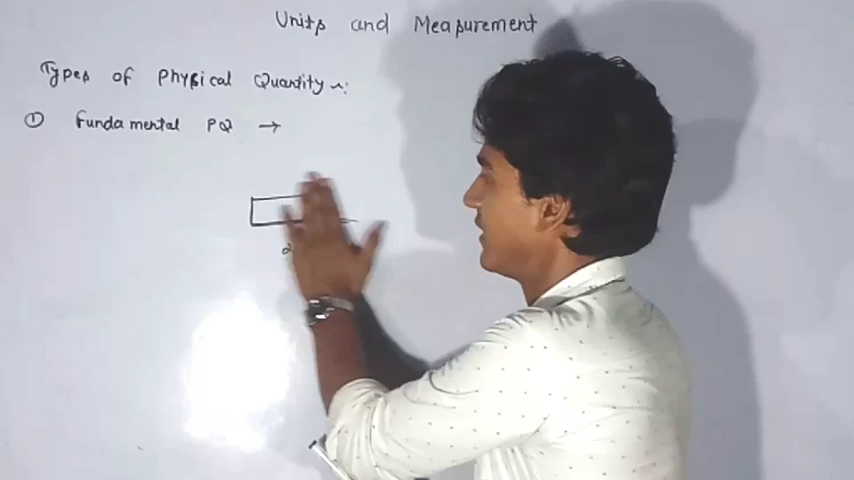 Units and Measurement
Types of Physical Quantity ~:
① Fundamental PQ →